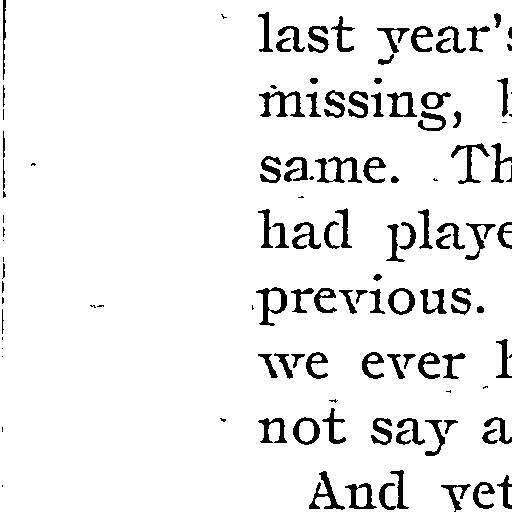 last year's
missing,
same. Th
had playe
previous.
we ever h
not say a
And yet